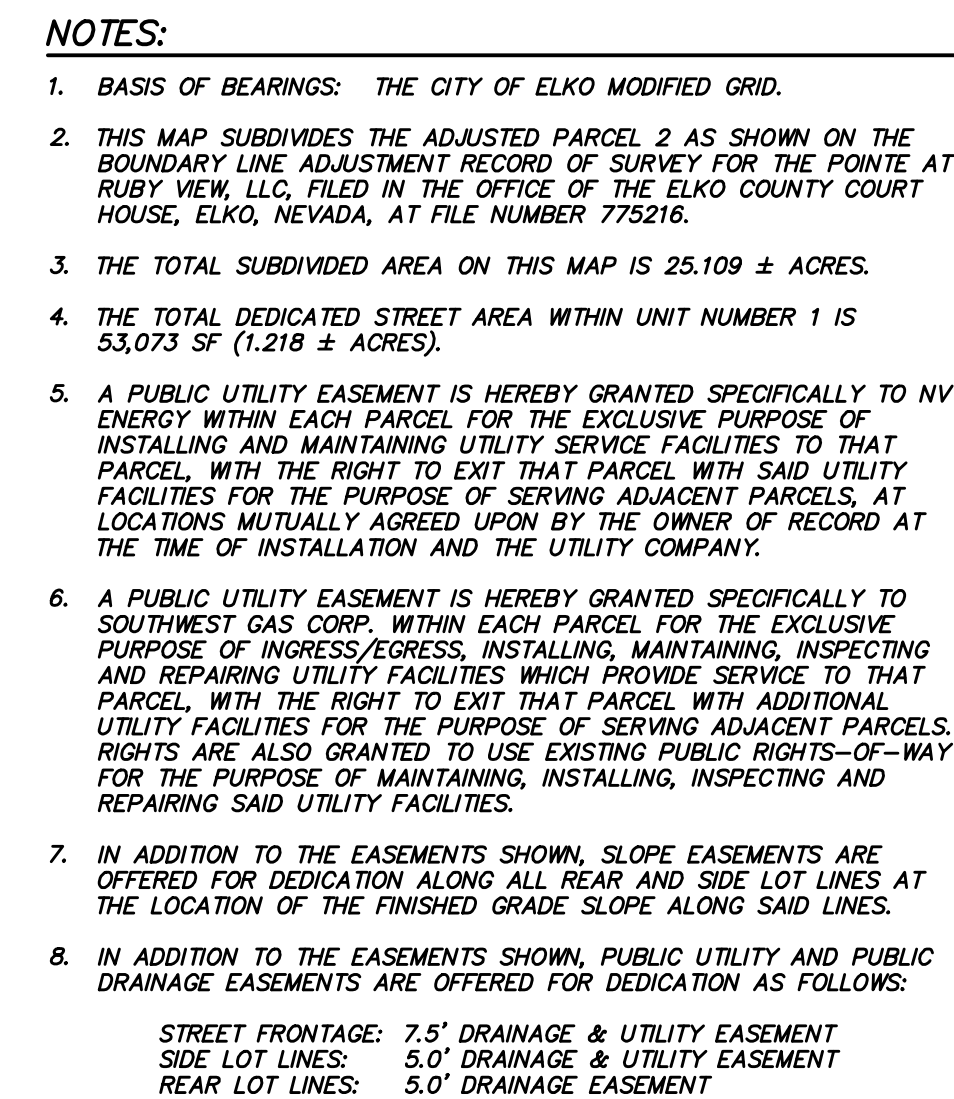 NOTES:
1. BASIS OF BEARINGS: THE CITY OF ELKO MODIFIED GRID.
2. THIS MAP SUBDIVIDES THE ADJUSTED PARCEL 2 AS SHOWN ON THE
BOUNDARY LINE ADJUSTMENT RECORD OF SURVEY FOR THE POINTE AT
RUBY VIEW, LLC, FILED IN THE OFFICE OF THE ELKO COUNTY COURT
HOUSE, ELKO, NEVADA, AT FILE NUMBER 775216.
3. THE TOTAL SUBDIVIDED AREA ON THIS MAP IS 25.109 ± ACRES.
4. THE TOTAL DEDICATED STREET AREA WITHIN UNIT NUMBER 1 IS
53,073 SF (1.218 ± ACRES).
5. A PUBLIC UTILITY EASEMENT IS HEREBY GRANTED SPECIFICALLY TO NV
ENERGY WITHIN EACH PARCEL FOR THE EXCLUSIVE PURPOSE OF
INSTALLING AND MAINTAINING UTILITY SERVICE FACILITIES TO THAT
PARCEL, WITH THE RIGHT TO EXIT THAT PARCEL WITH SAID UTILITY
FACILITIES FOR THE PURPOSE OF SERVING ADJACENT PARCELS, AT
LOCATIONS MUTUALLY AGREED UPON BY THE OWNER OF RECORD AT
THE TIME OF INSTALLATION AND THE UTILITY COMPANY.
6. A PUBLIC UTILITY EASEMENT IS HEREBY GRANTED SPECIFICALLY TO
SOUTHWEST GAS CORP. WITHIN EACH PARCEL FOR THE EXCLUSIVE
PURPOSE OF INGRESS/EGRESS, INSTALLING, MAINTAINING, INSPECTING
AND REPAIRING UTILITY FACILITIES WHICH PROVIDE SERVICE TO THAT
PARCEL, WITH THE RIGHT TO EXIT THAT PARCEL WITH ADDITIONAL
UTILITY FACILITIES FOR THE PURPOSE OF SERVING ADJACENT PARCELS.
RIGHTS ARE ALSO GRANTED TO USE EXISTING PUBLIC RIGHTS–OF–WAY
FOR THE PURPOSE OF MAINTAINING, INSTALLING, INSPECTING AND
REPAIRING SAID UTILITY FACILITIES.
7. IN ADDITION TO THE EASEMENTS SHOWN, SLOPE EASEMENTS ARE
OFFERED FOR DEDICATION ALONG ALL REAR AND SIDE LOT LINES AT
THE LOCATION OF THE FINISHED GRADE SLOPE ALONG SAID LINES.
8. IN ADDITION TO THE EASEMENTS SHOWN, PUBLIC UTILITY AND PUBLIC
DRAINAGE EASEMENTS ARE OFFERED FOR DEDICATION AS FOLLOWS:
STREET FRONTAGE: 7.5' DRAINAGE & UTILITY EASEMENT
SIDE LOT LINES: 5.0' DRAINAGE & UTILITY EASEMENT
REAR LOT LINES: 5.0' DRAINAGE EASEMENT